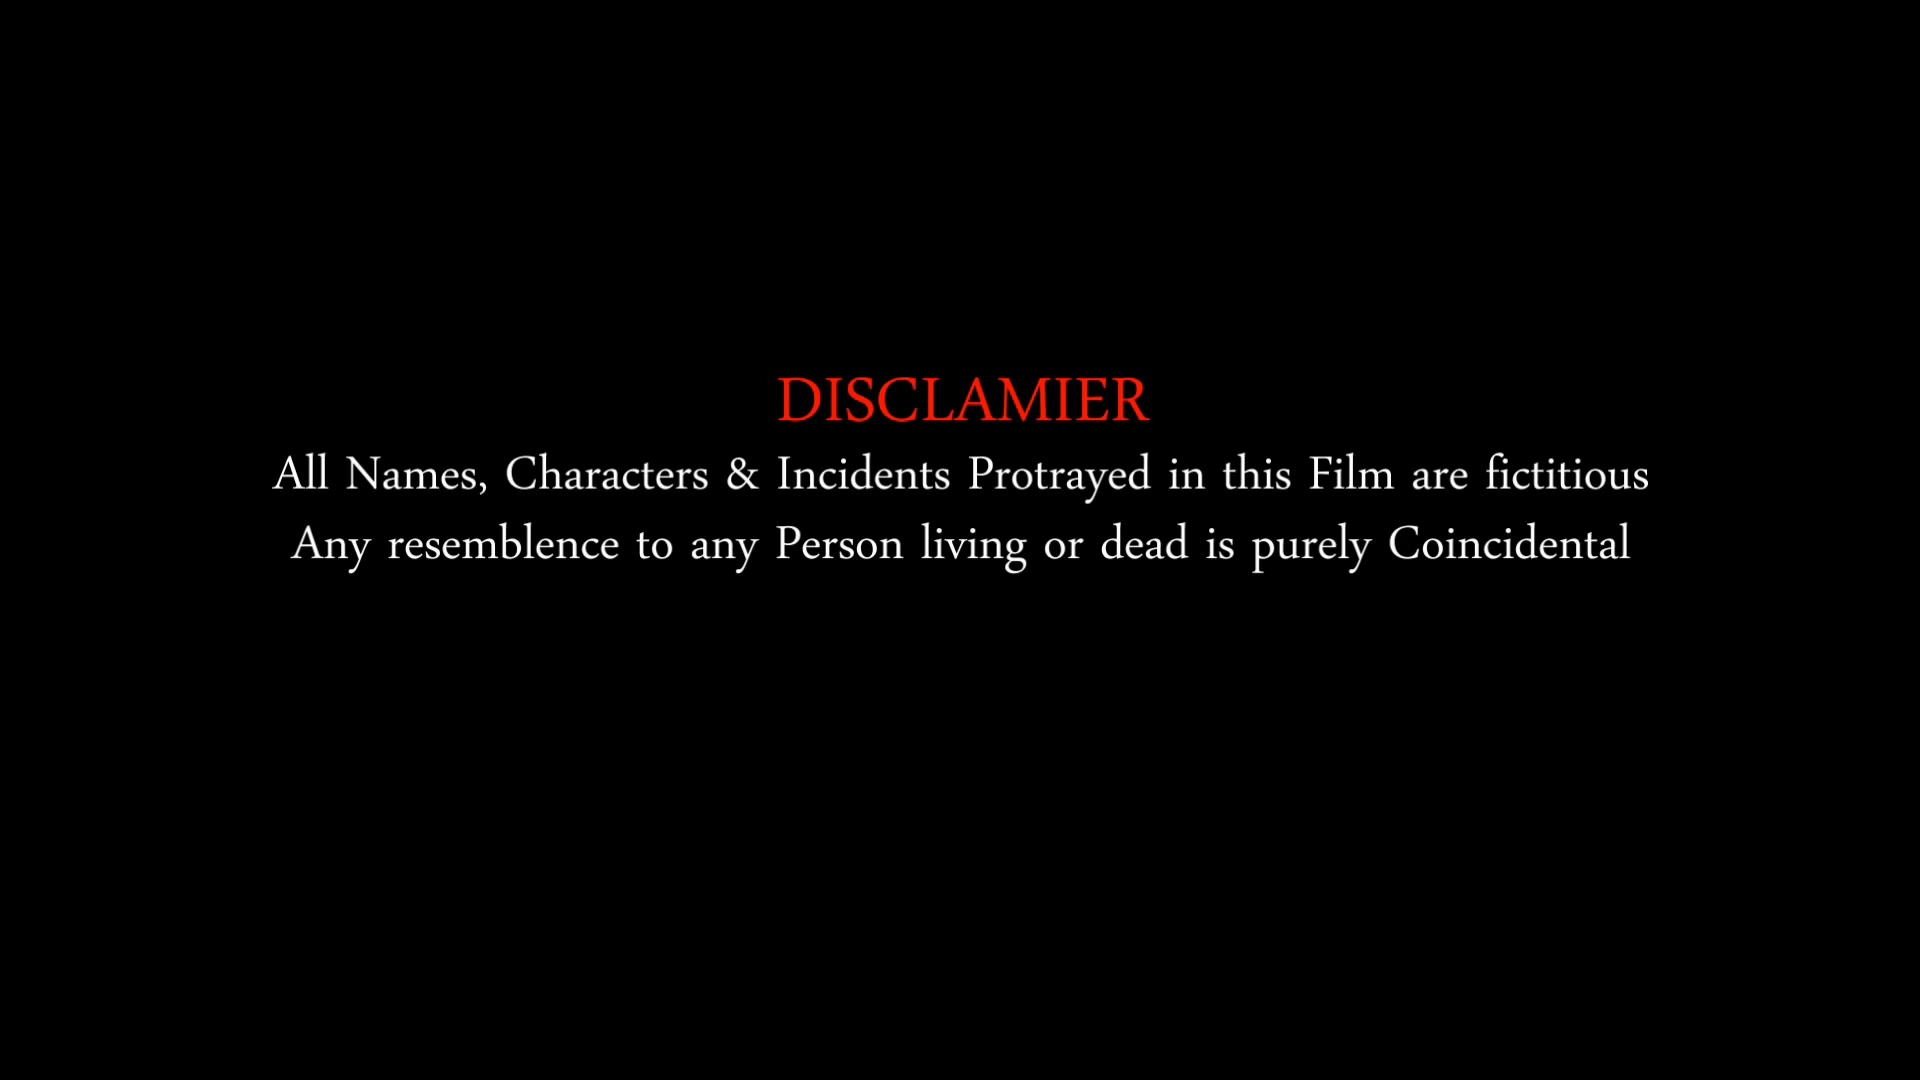 DISCLAMIER
All Names, Characters & Incidents Protrayed in this Film are fictitious
Any resemblence to any Person living or dead is purely Coincidental